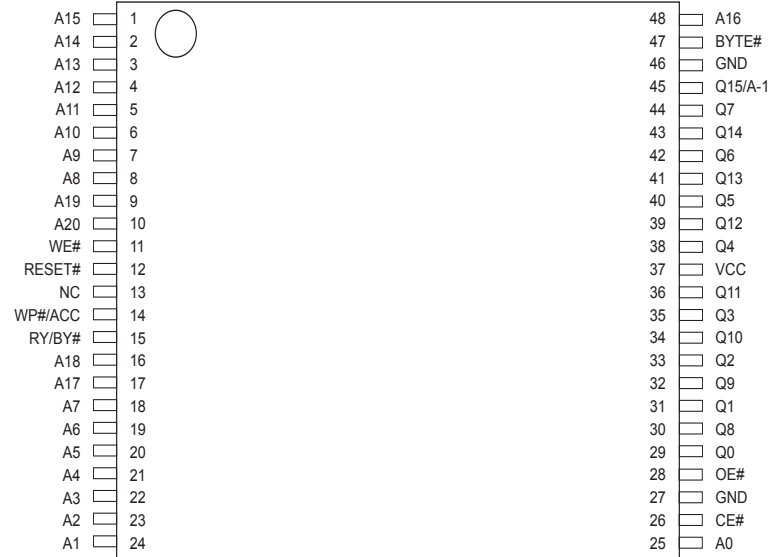 A15 1 48 A16
A14 2 47 BYTE#
A13 3 46 GND
A12 4 45 Q15/A-1
A11 5 44 Q7
A10 6 43 Q14
A9 7 42 Q6
A8 8 41 Q13
A19 9 40 Q5
A20 10 39 Q12
WE# 11 38 Q4
RESET# 12 37 VCC
NC 13 36 Q11
WP#/ACC 14 35 Q3
RY/BY# 15 34 Q10
A18 16 33 Q2
A17 17 32 Q9
A7 18 31 Q1
A6 19 30 Q8
A5 20 29 Q0
A4 21 28 OE#
A3 22 27 GND
A2 23 26 CE#
A1 24 25 A0